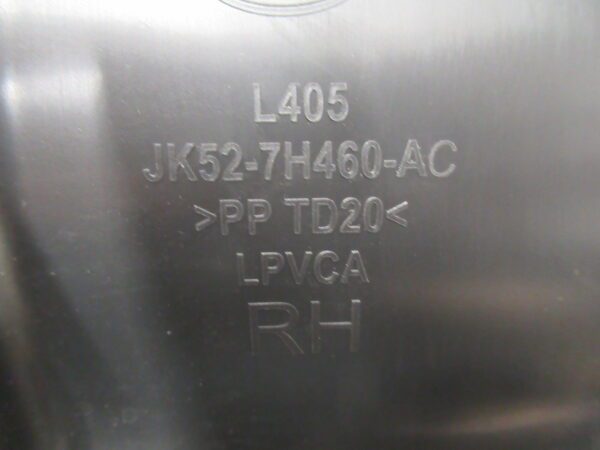 L405
JK52-7H460-AC
>PP TD20<
LPVCA
RH